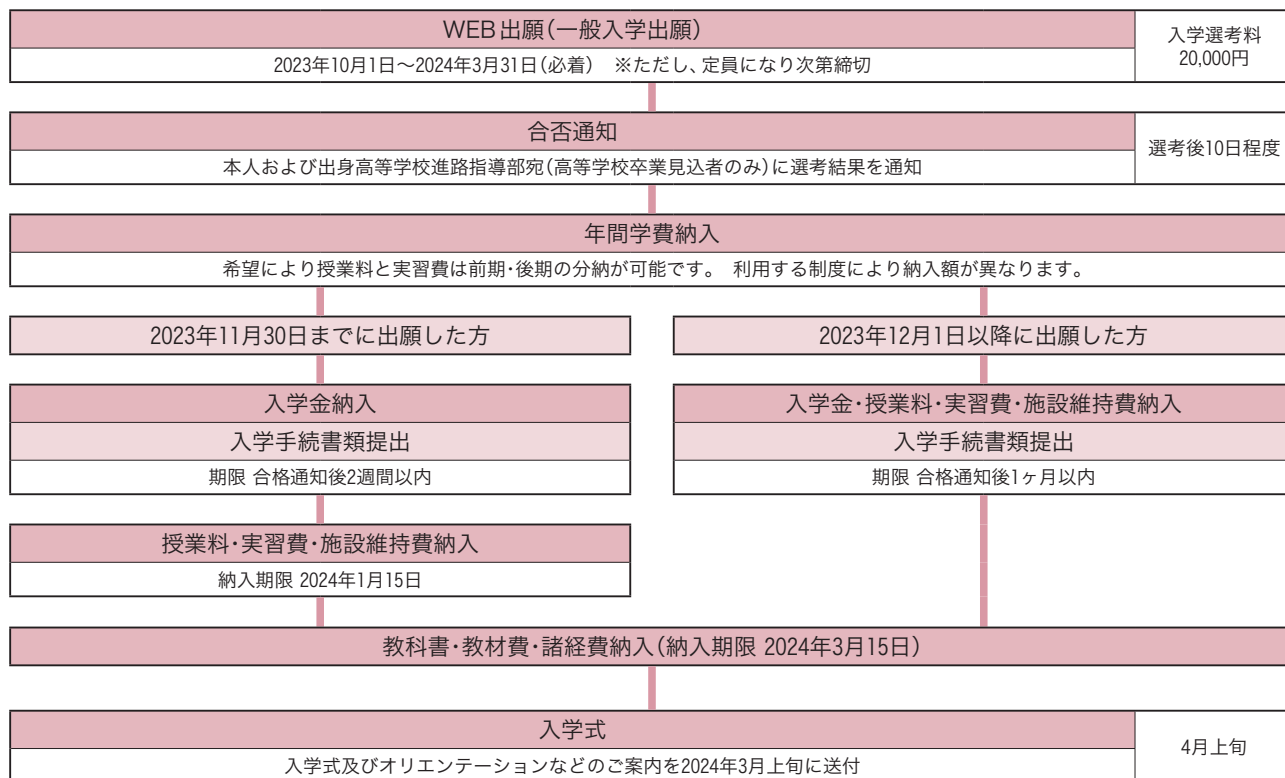 WEB出願(一般入学出願)
2023年10月1日～2024年3月31日(必着) ※ただし、定員になり次第締切
入学選考料
20,000円
合否通知
本人および出身高等学校進路指導部宛(高等学校卒業見込者のみ)に選考結果を通知
選考後10日程度
年間学費納入
希望により授業料と実習費は前期・後期の分納が可能です。 利用する制度により納入額が異なります。
2023年11月30日までに出願した方
入学金納入
入学手続書類提出
期限 合格通知後2週間以内
授業料・実習費・施設維持費納入
納入期限 2024年1月15日
2023年12月1日以降に出願した方
入学金・授業料・実習費・施設維持費納入
入学手続書類提出
期限 合格通知後1ヶ月以内
教科書・教材費・諸経費納入(納入期限 2024年3月15日)
入学式
入学式及びオリエンテーションなどのご案内を2024年3月上旬に送付
4月上旬